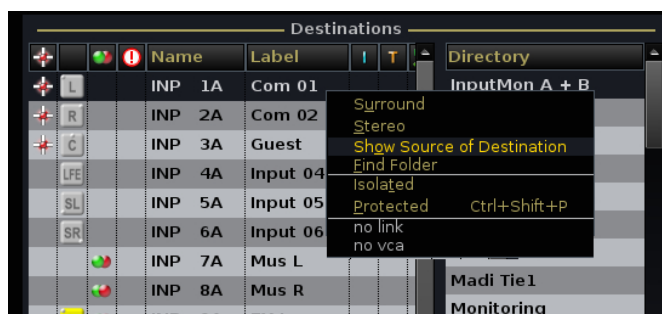 Destinations
Name Label I T Directory
L INP 1A Com 01 InputMon A + B
R INP 2A Com 02
C INP 3A Guest
LFE INP 4A Input 04
SL INP 5A Input 05
SR INP 6A Input 06
INP 7A Mus L
INP 8A Mus R
Surround
Stereo
Show Source of Destination
Find Folder
Isolated
Protected Ctrl+Shift+P
no link
no vca
Madi Tie1
Monitoring